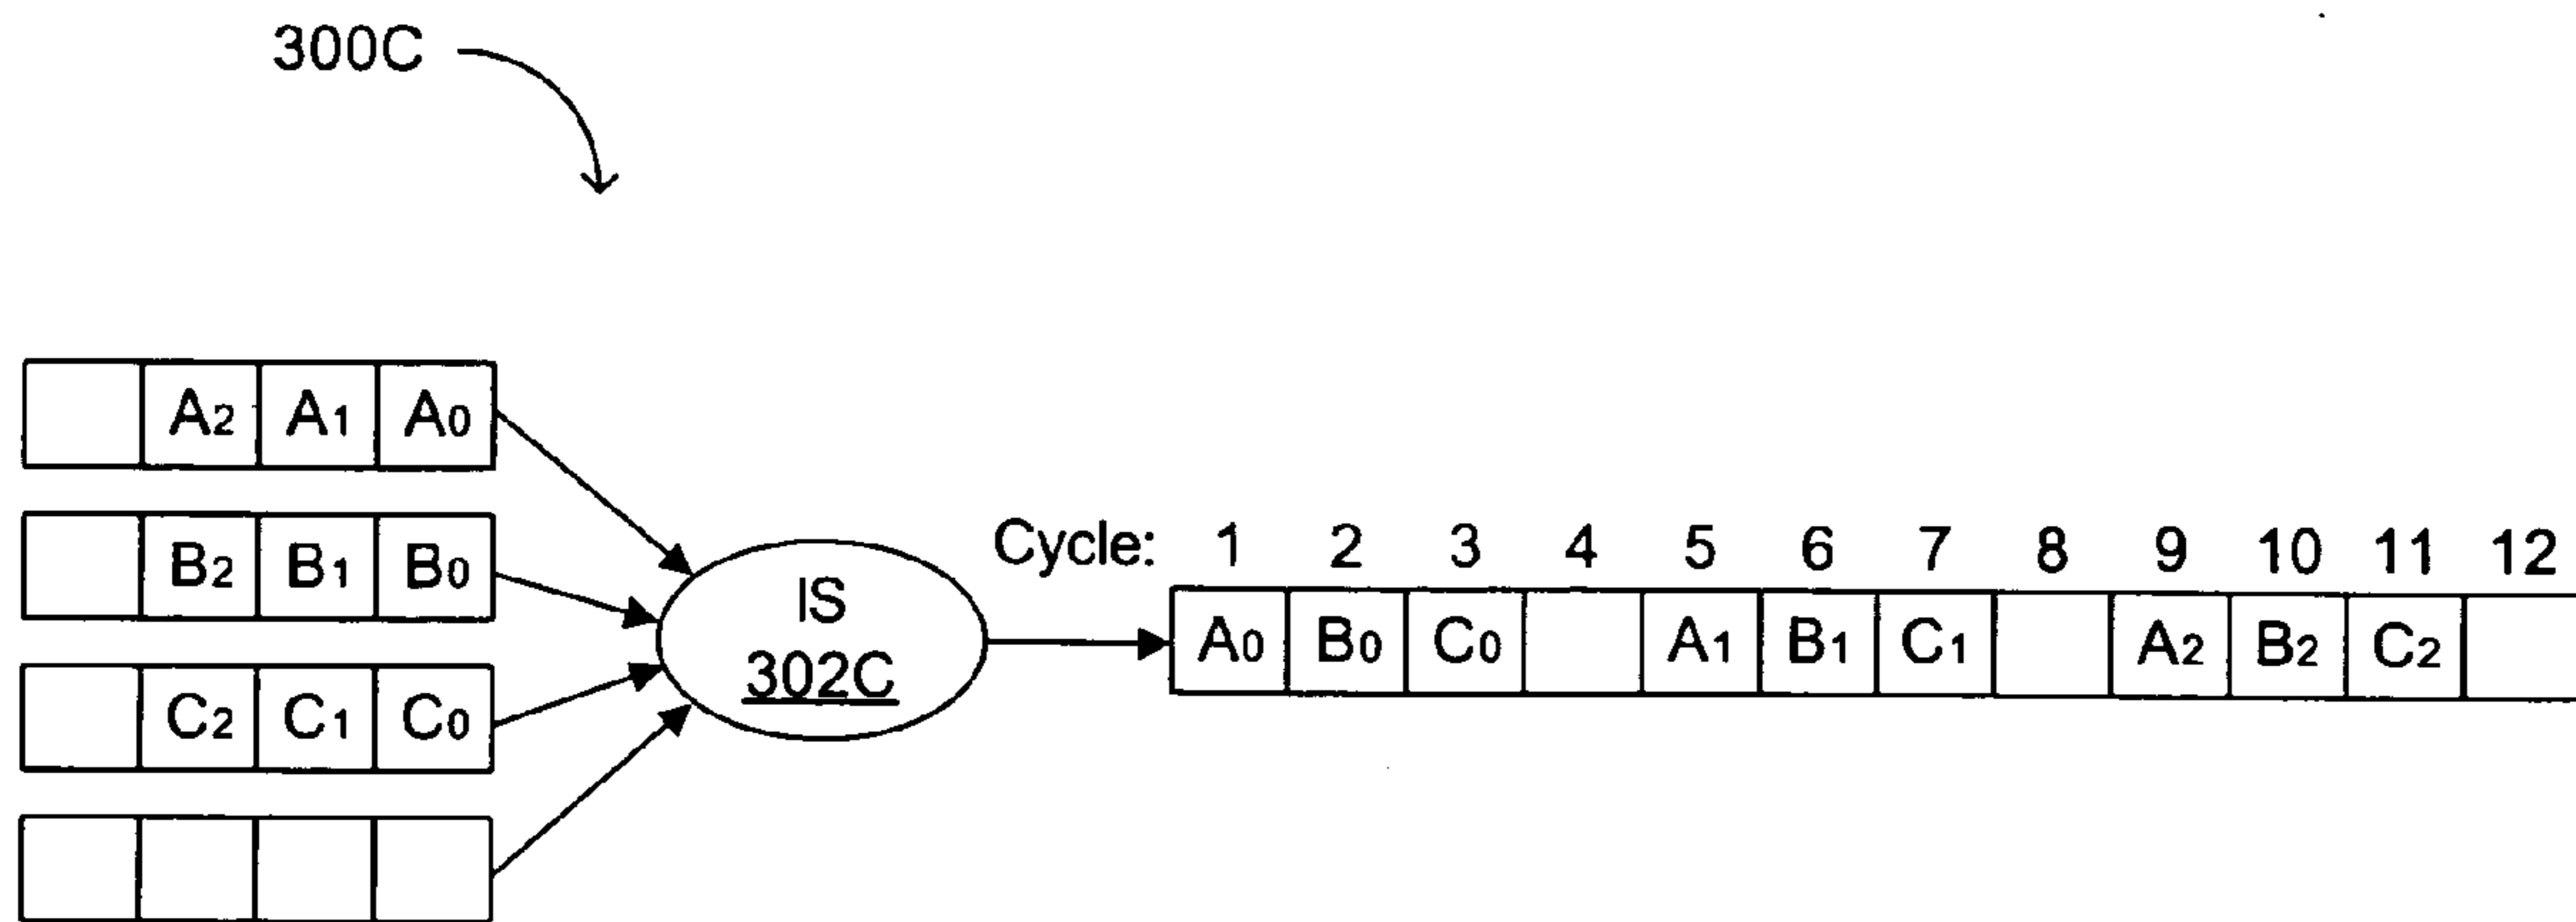 300C
A2 A1 A0
B2 B1 B0
C2 C1 C0
IS
302C
Cycle: 1 2 3 4 5 6 7 8 9 10 11 12
A0 B0 C0 A1 B1 C1 A2 B2 C2